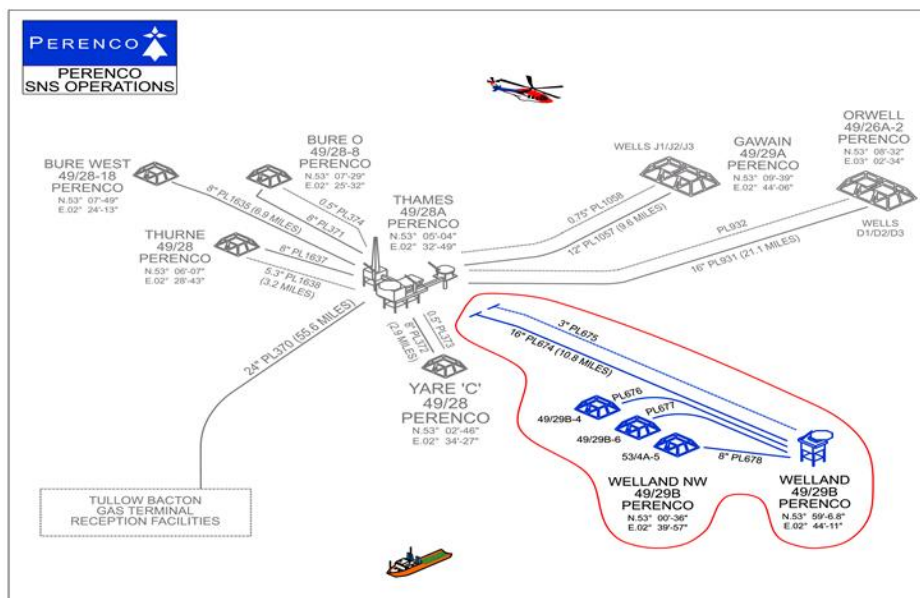 PERENCO
PERENCO
SNS OPERATIONS
BURE WEST
49/28-18
PERENCO
N.53° 07'-49"
E.02° 24'-13"
BURE O
49/28-8
PERENCO
N.53° 07'-29"
E.02° 25'-32"
0.5" PL374
8" PL371
8" PL1635 (6.9 MILES)
THURNE
49/28
PERENCO
N.53° 06'-07"
E.02° 28'-43"
8" PL1637
5.3" PL1638
(3.2 MILES)
THAMES
49/28A
PERENCO
N.53° 05'-04"
E.02° 32'-49"
WELLS J1/J2/J3
GAWAIN
49/29A
PERENCO
N.53° 09'-39"
E.02° 44'-06"
0.75" PL1058
12" PL1057 (9.6 MILES)
ORWELL
49/26A-2
PERENCO
N.53° 08'-32"
E.03° 02'-34"
WELLS
D1/D2/D3
PL932
16" PL931 (21.1 MILES)
24" PL370 (55.6 MILES)
0.5" PL373
8" PL372
(2.9 MILES)
YARE 'C'
49/28
PERENCO
N.53° 02'-46"
E.02° 34'-27"
3" PL675
16" PL674 (10.8 MILES)
PL676
49/29B-4
PL677
49/29B-6
53/4A-5
8" PL678
WELLAND NW
49/29B
PERENCO
N.53° 00'-36"
E.02° 39'-57"
WELLAND
49/29B
PERENCO
N.53° 59'-6.8"
E.02° 44'-11"
TULLOW BACTON
GAS TERMINAL
RECEPTION FACILITIES